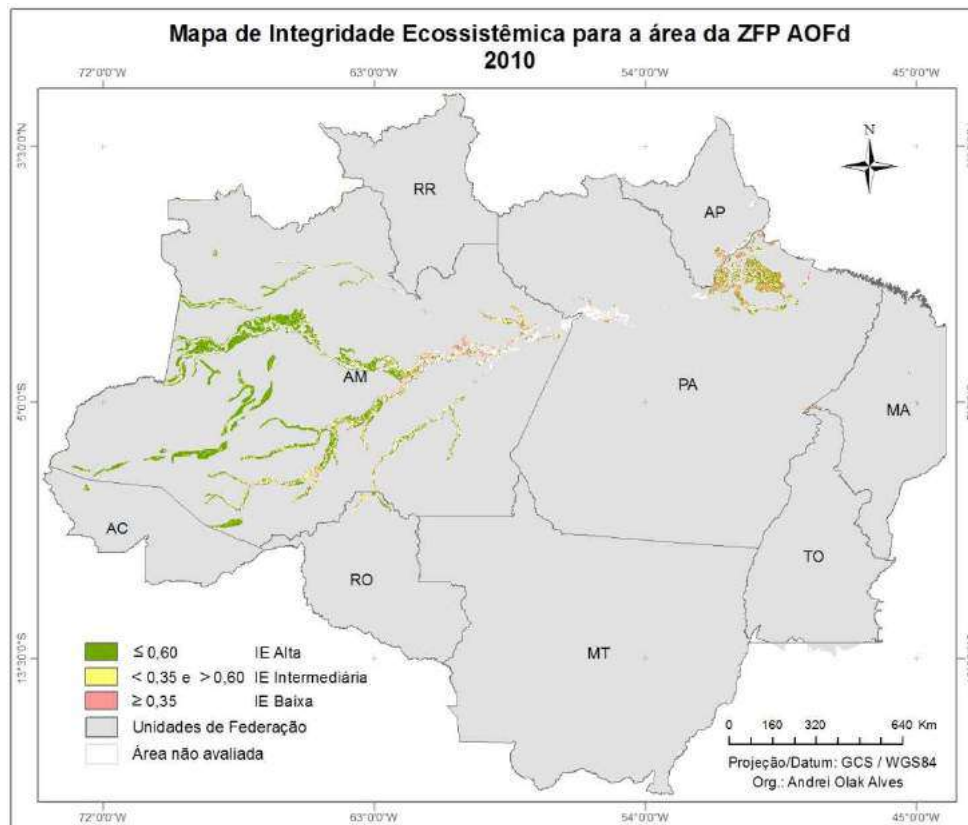 Mapa de Integridade Ecossistêmica para a área da ZFP AOFd
2010
72°0'0"W 63°0'0"W 54°0'0"W 45°0'0"W
3°30'0"N
N
RR
AP
AM
PA
MA
AC
TO
RO
MT
13°30'0"S
≤ 0,60 IE Alta
< 0,35 e > 0,60 IE Intermediária
≥ 0,35 IE Baixa
Unidades de Federação
Área não avaliada
0 160 320 640 Km
Projeção/Datum: GCS / WGS84
Org.: Andrei Olak Alves
72°0'0"W 63°0'0"W 54°0'0"W 45°0'0"W